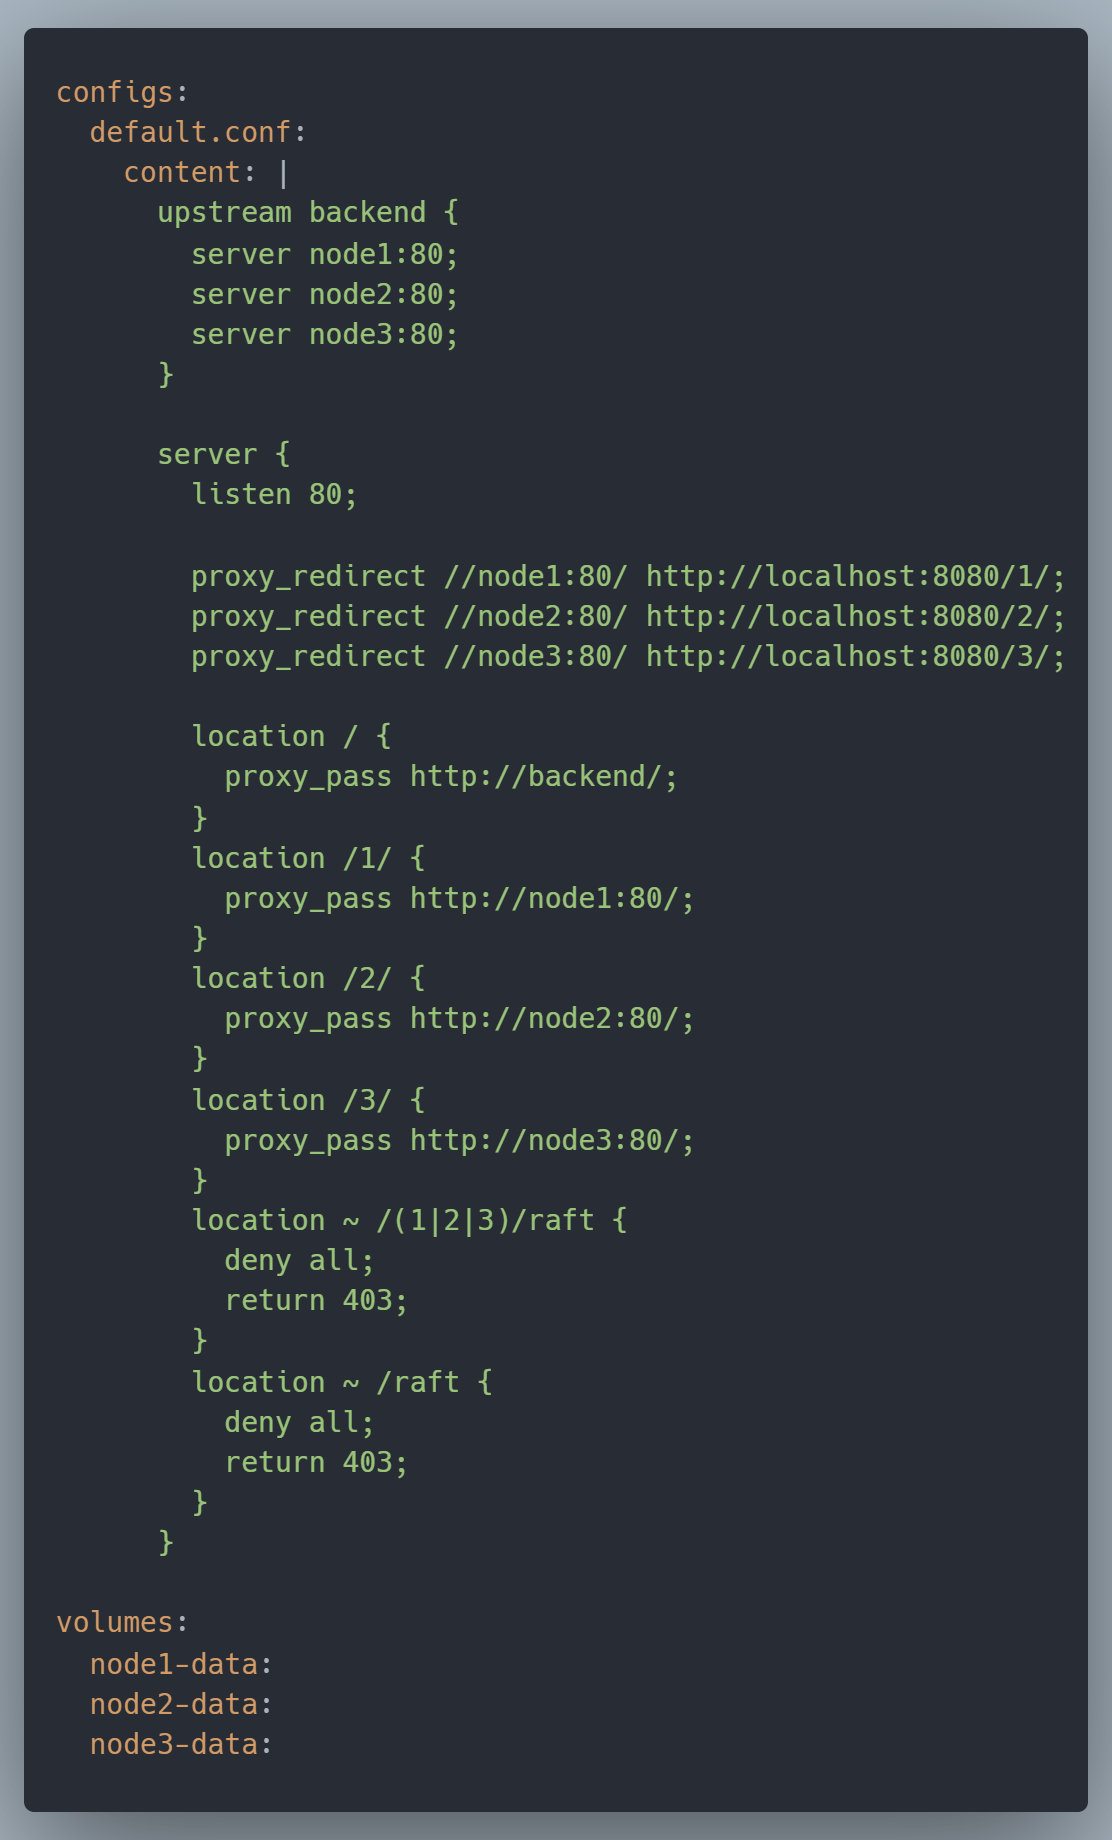 configs:
  default.conf:
    content: |
      upstream backend {
        server node1:80;
        server node2:80;
        server node3:80;
      }

      server {
        listen 80;

        proxy_redirect //node1:80/ http://localhost:8080/1/;
        proxy_redirect //node2:80/ http://localhost:8080/2/;
        proxy_redirect //node3:80/ http://localhost:8080/3/;

        location / {
          proxy_pass http://backend/;
        }
        location /1/ {
          proxy_pass http://node1:80/;
        }
        location /2/ {
          proxy_pass http://node2:80/;
        }
        location /3/ {
          proxy_pass http://node3:80/;
        }
        location ~ /(1|2|3)/raft {
          deny all;
          return 403;
        }
        location ~ /raft {
          deny all;
          return 403;
        }
      }

volumes:
  node1-data:
  node2-data:
  node3-data: